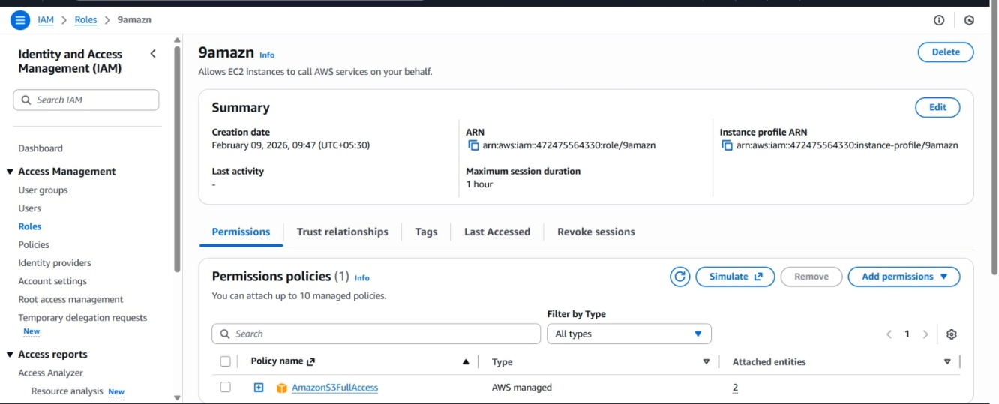 IAM > Roles > 9amazn
Identity and Access
Management (IAM)
Search IAM
Dashboard
Access Management
User groups
Users
Roles
Policies
Identity providers
Account settings
Root access management
Temporary delegation requests
New
Access reports
Access Analyzer
Resource analysis New
9amazn Info
Delete
Allows EC2 instances to call AWS services on your behalf.
Summary
Edit
Creation date
February 09, 2026, 09:47 (UTC+05:30)
ARN
arn:aws:iam::472475564330:role/9amazn
Instance profile ARN
arn:aws:iam::472475564330:instance-profile/9amazn
Last activity
-
Maximum session duration
1 hour
Permissions Trust relationships Tags Last Accessed Revoke sessions
Permissions policies (1) Info
Simulate Remove Add permissions
You can attach up to 10 managed policies.
Filter by Type
Search All types 1
Policy name Type Attached entities
AmazonS3FullAccess AWS managed 2